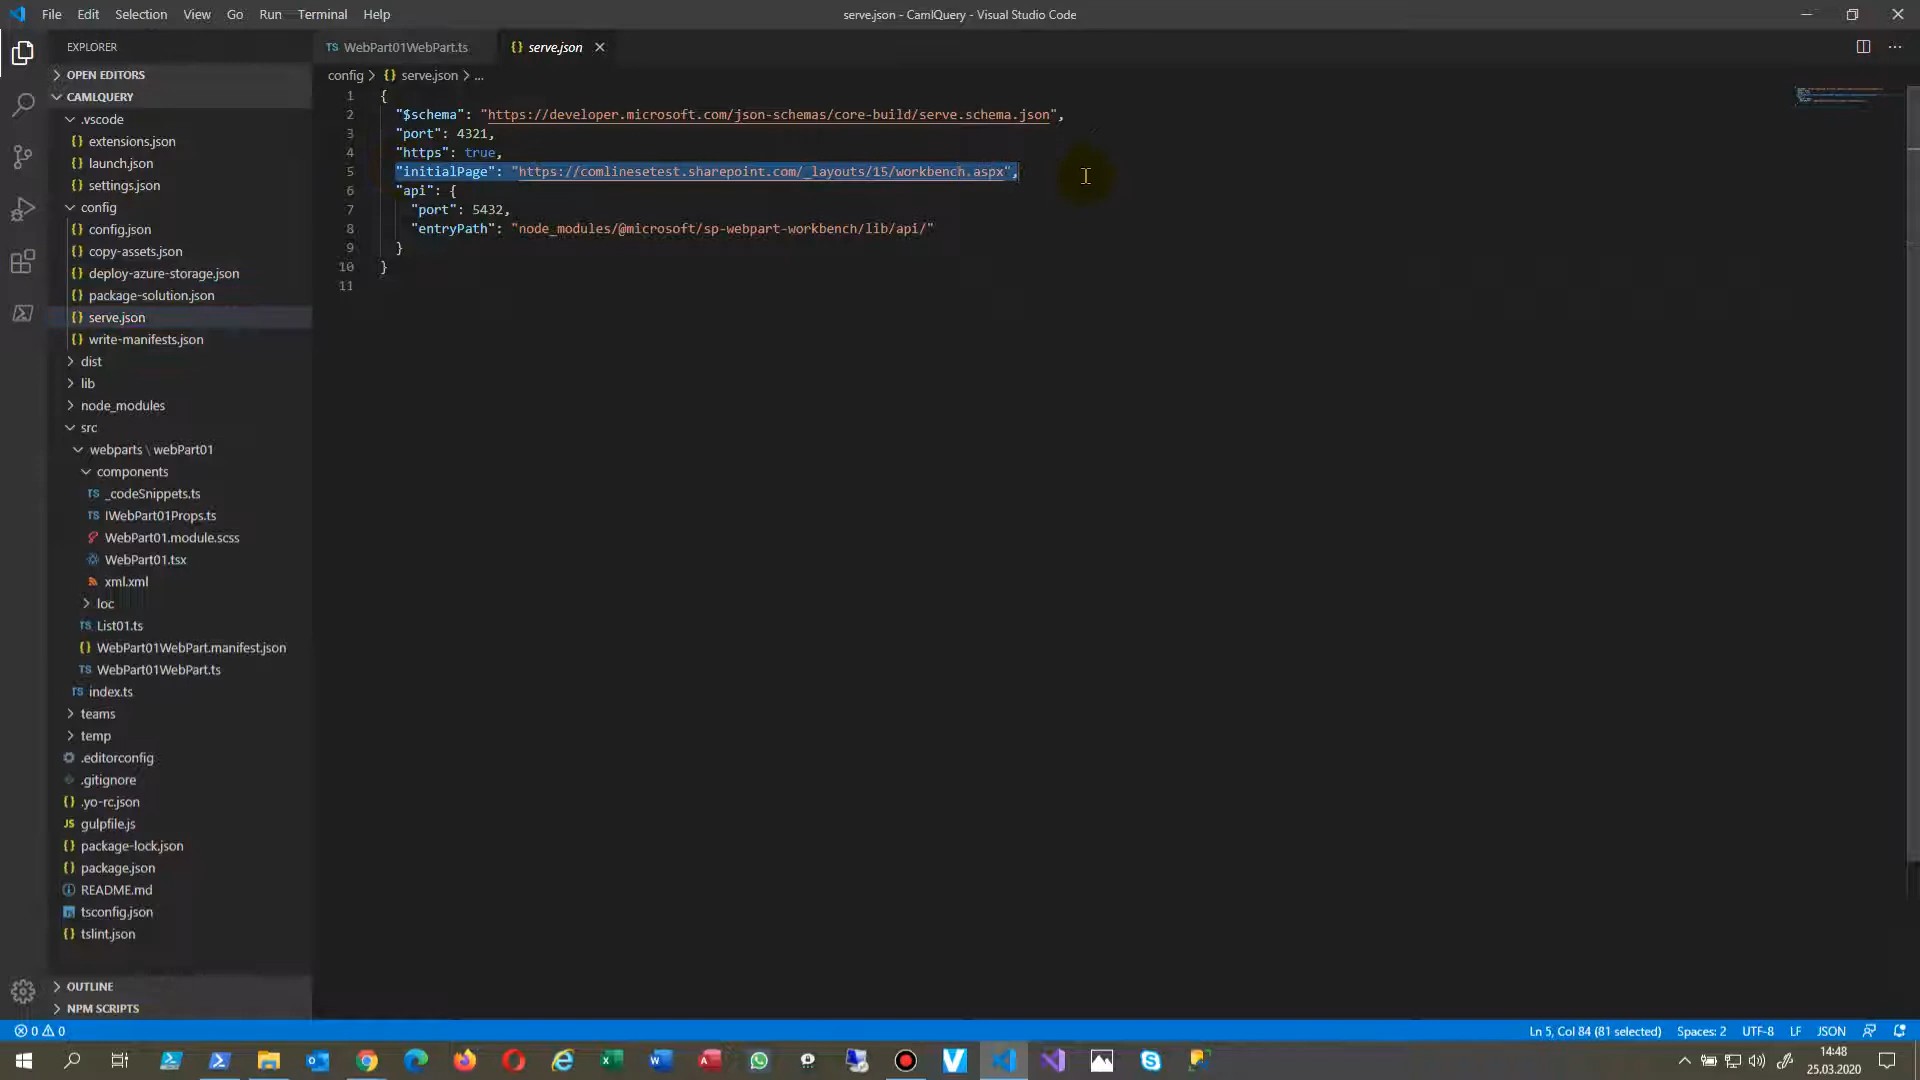 File Edit Selection View Go Run Terminal Help
serve.json - CamlQuery - Visual Studio Code
EXPLORER
OPEN EDITORS
CAMLQUERY
.vscode
extensions.json
launch.json
settings.json
config
config.json
copy-assets.json
deploy-azure-storage.json
package-solution.json
serve.json
write-manifests.json
dist
lib
node_modules
src
webparts \ webPart01
components
TS _codeSnippets.ts
TS IWebPart01Props.ts
WebPart01.module.scss
WebPart01.tsx
xml.xml
loc
TS List01.ts
{} WebPart01WebPart.manifest.json
TS WebPart01WebPart.ts
TS index.ts
teams
temp
.editorconfig
.gitignore
{} .yo-rc.json
JS gulpfile.js
{} package-lock.json
{} package.json
README.md
tsconfig.json
{} tslint.json
OUTLINE
NPM SCRIPTS
TS WebPart01WebPart.ts
{} serve.json
config > {} serve.json > ...
1 {
2 "$schema": "https://developer.microsoft.com/json-schemas/core-build/serve.schema.json",
3 "port": 4321,
4 "https": true,
5 "initialPage": "https://comlinesetest.sharepoint.com/_layouts/15/workbench.aspx",
6 "api": {
7 "port": 5432,
8 "entryPath": "node_modules/@microsoft/sp-webpart-workbench/lib/api/"
9 }
10 }
11
0 0
Ln 5, Col 84 (81 selected) Spaces: 2 UTF-8 LF JSON
14:48
25.03.2020